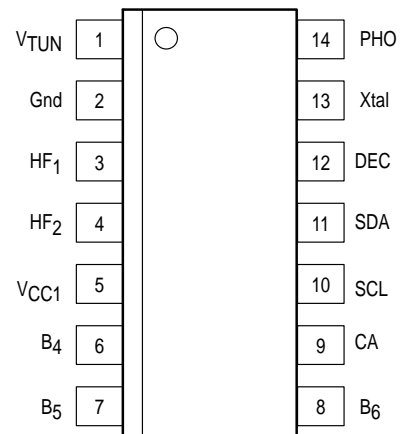 VTUN 1 14 PHO
Gnd 2 13 Xtal
HF1 3 12 DEC
HF2 4 11 SDA
VCC1 5 10 SCL
B4 6 9 CA
B5 7 8 B6